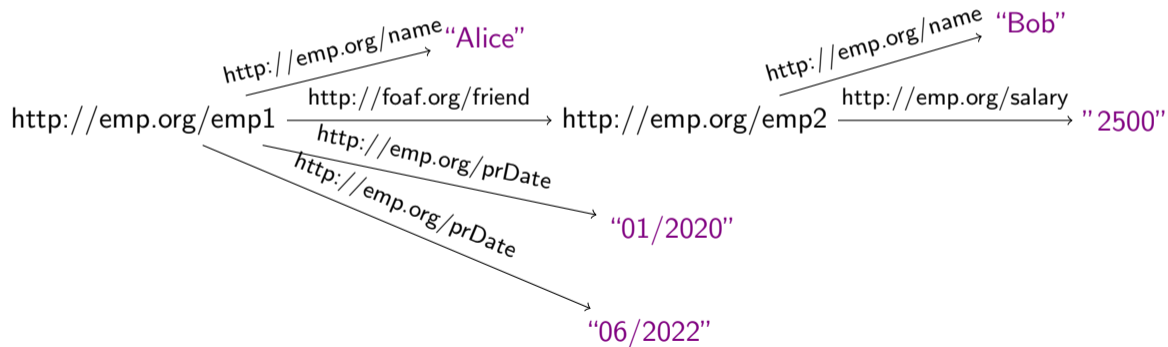 http://emp.org/name “Alice”
http://emp.org/name “Bob”
http://emp.org/emp1 http://foaf.org/friend http://emp.org/emp2 http://emp.org/salary ”2500”
http://emp.org/prDate “01/2020”
http://emp.org/prDate “06/2022”